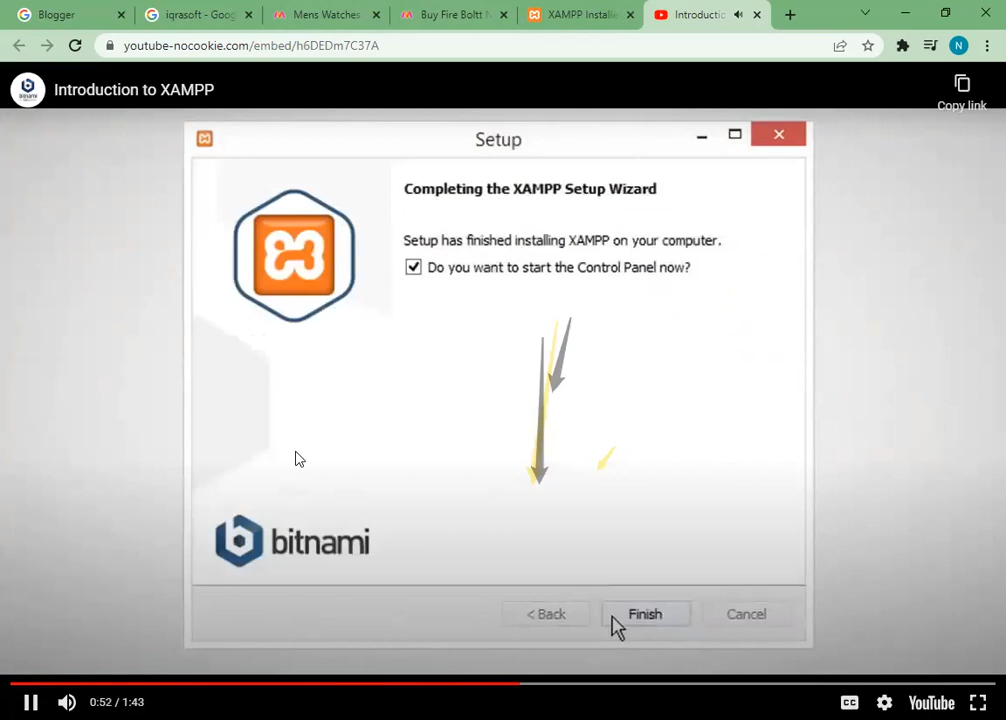 Blogger
iqrasoft - Goog
Mens Watches
Buy Fire Boltt N
XAMPP Installe
Introductio
youtube-nocookie.com/embed/h6DEDm7C37A
N
bitnami
Introduction to XAMPP
Copy link
Setup
Completing the XAMPP Setup Wizard
Setup has finished installing XAMPP on your computer.
Do you want to start the Control Panel now?
bitnami
< Back
Finish
Cancel
0:52 / 1:43
CC
YouTube